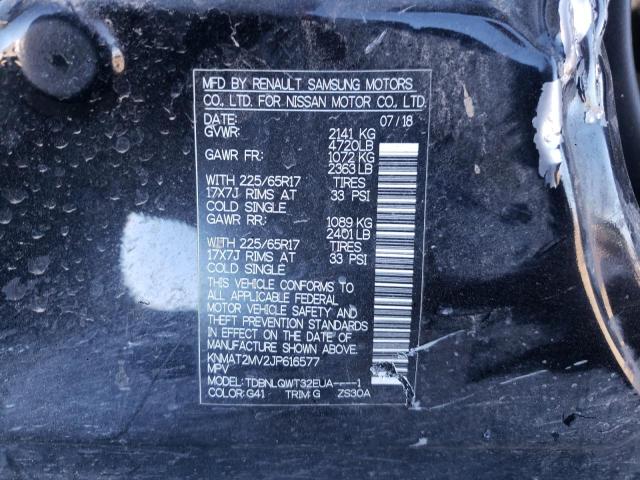 MFD BY RENAULT SAMSUNG MOTORS
CO., LTD. FOR NISSAN MOTOR CO., LTD.
DATE: 07/18
GVWR: 2141 KG
4720LB
GAWR FR: 1072 KG
2363 LB
WITH 225/65R17 TIRES
17X7J RIMS AT 33 PSI
COLD SINGLE
GAWR RR: 1089 KG
2401 LB
WITH 225/65R17 TIRES
17X7J RIMS AT 33 PSI
COLD SINGLE
THIS VEHICLE CONFORMS TO
ALL APPLICABLE FEDERAL
MOTOR VEHICLE SAFETY AND
THEFT PREVENTION STANDARDS
IN EFFECT ON THE DATE OF
MANUFACTURE SHOWN ABOVE.
KNMAT2MV2JP616577
MPV
MODEL: TDBNLQWT32EUA----1
COLOR: G41 TRIM: G ZS30A